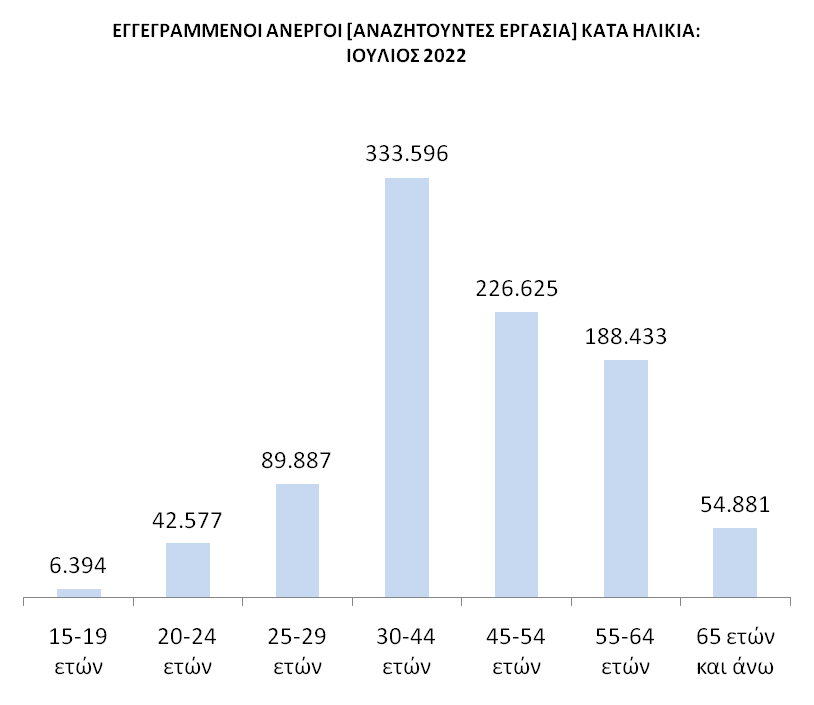 ΕΓΓΕΓΡΑΜΜΕΝΟΙ ΑΝΕΡΓΟΙ [ΑΝΑΖΗΤΟΥΝΤΕΣ ΕΡΓΑΣΙΑ] ΚΑΤΑ ΗΛΙΚΙΑ:
ΙΟΥΛΙΟΣ 2022
333.596
226.625
188.433
89.887
54.881
42.577
6.394
15-19 20-24 25-29 30-44 45-54 55-64 65 ετών
ετών ετών ετών ετών ετών ετών και άνω